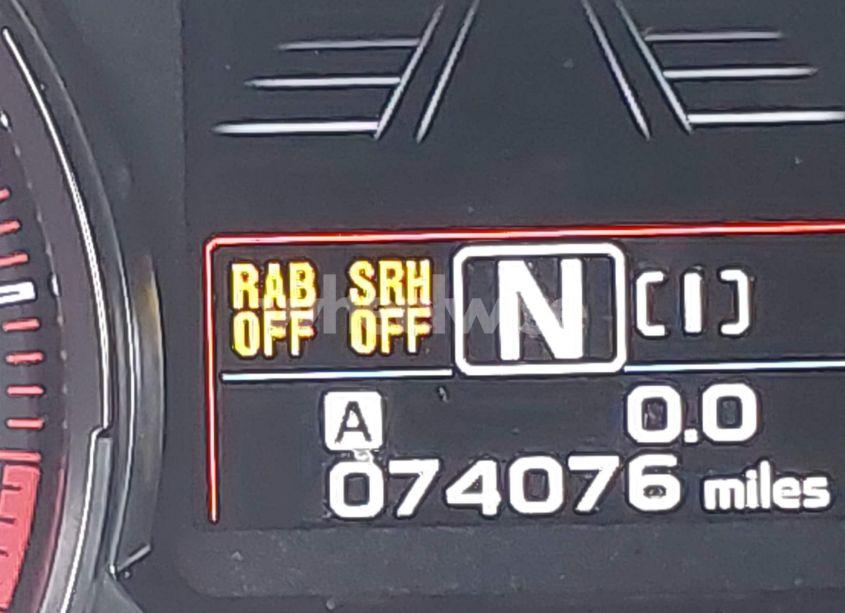 RAB OFF SRH OFF N (I)
A 0.0
074076 miles